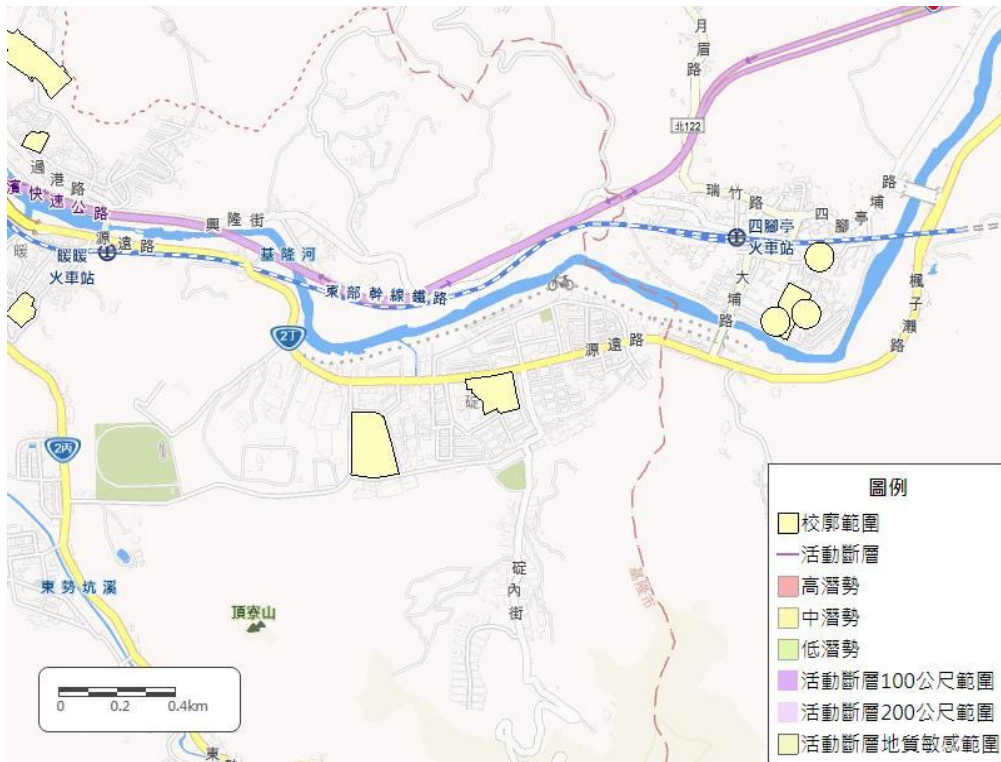 月眉路
北122
過港路
濱快速公路
興隆街
瑞竹路
四腳亭埔路
源遠路
基隆河
四腳亭
火車站
暖
暖暖
火車站
東部幹線鐵路
大埔路
楓子瀨路
2丁
源遠路
碇
2丙
圖例
校廓範圍
活動斷層
高潛勢
中潛勢
低潛勢
活動斷層100公尺範圍
活動斷層200公尺範圍
活動斷層地質敏感範圍
碇內街
基隆市
東勢坑溪
頂寮山
0 0.2 0.4km
東